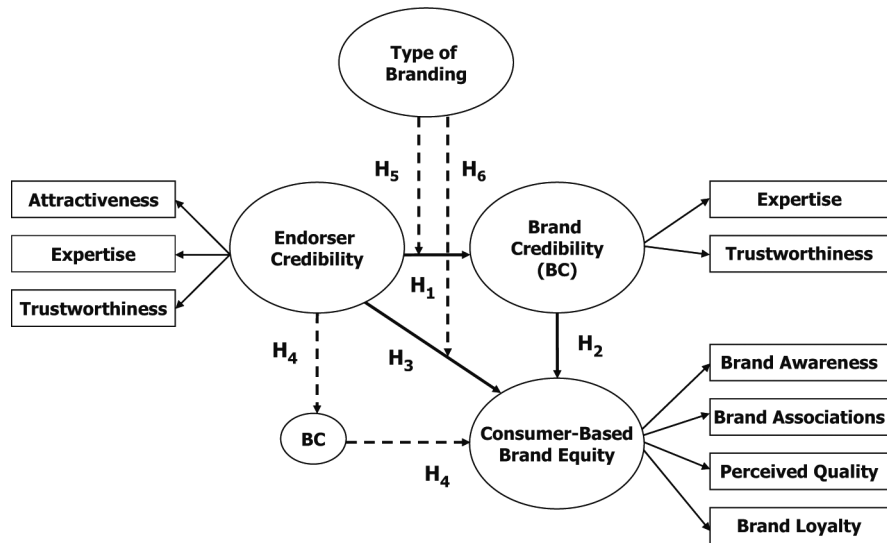 Type of
Branding
H5
H6
Attractiveness
Expertise
Trustworthiness
Endorser
Credibility
H1
Brand
Credibility
(BC)
Expertise
Trustworthiness
H4
H3
H2
BC
H4
Consumer-Based
Brand Equity
Brand Awareness
Brand Associations
Perceived Quality
Brand Loyalty